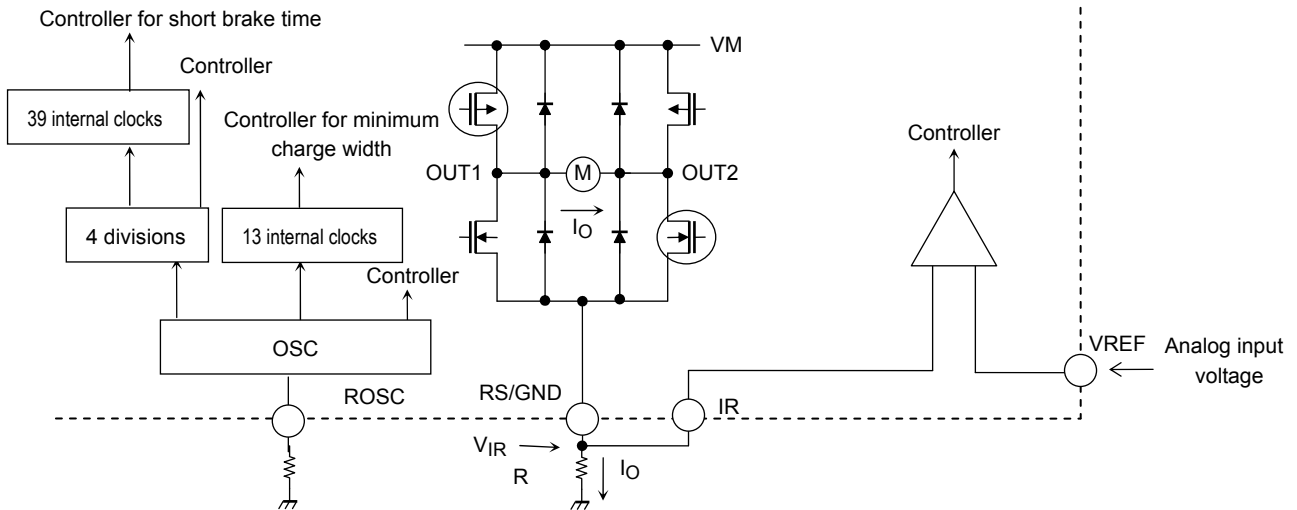 Controller for short brake time
Controller
39 internal clocks
Controller for minimum
charge width
4 divisions
13 internal clocks
Controller
OSC
ROSC
VM
OUT1
M
OUT2
IO
RS/GND
IR
VIR
R
IO
Controller
VREF
Analog input
voltage